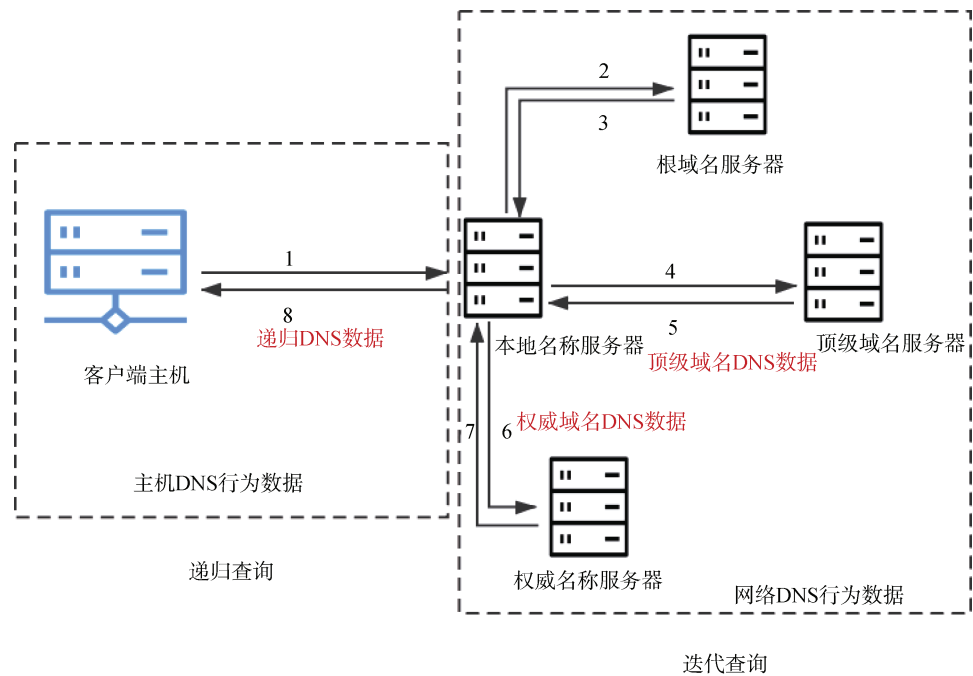 2
3
根域名服务器
1
8
递归DNS数据
客户端主机
本地名称服务器
4
5
顶级域名服务器
顶级域名DNS数据
7
6
权威域名DNS数据
主机DNS行为数据
权威名称服务器
网络DNS行为数据
递归查询
迭代查询